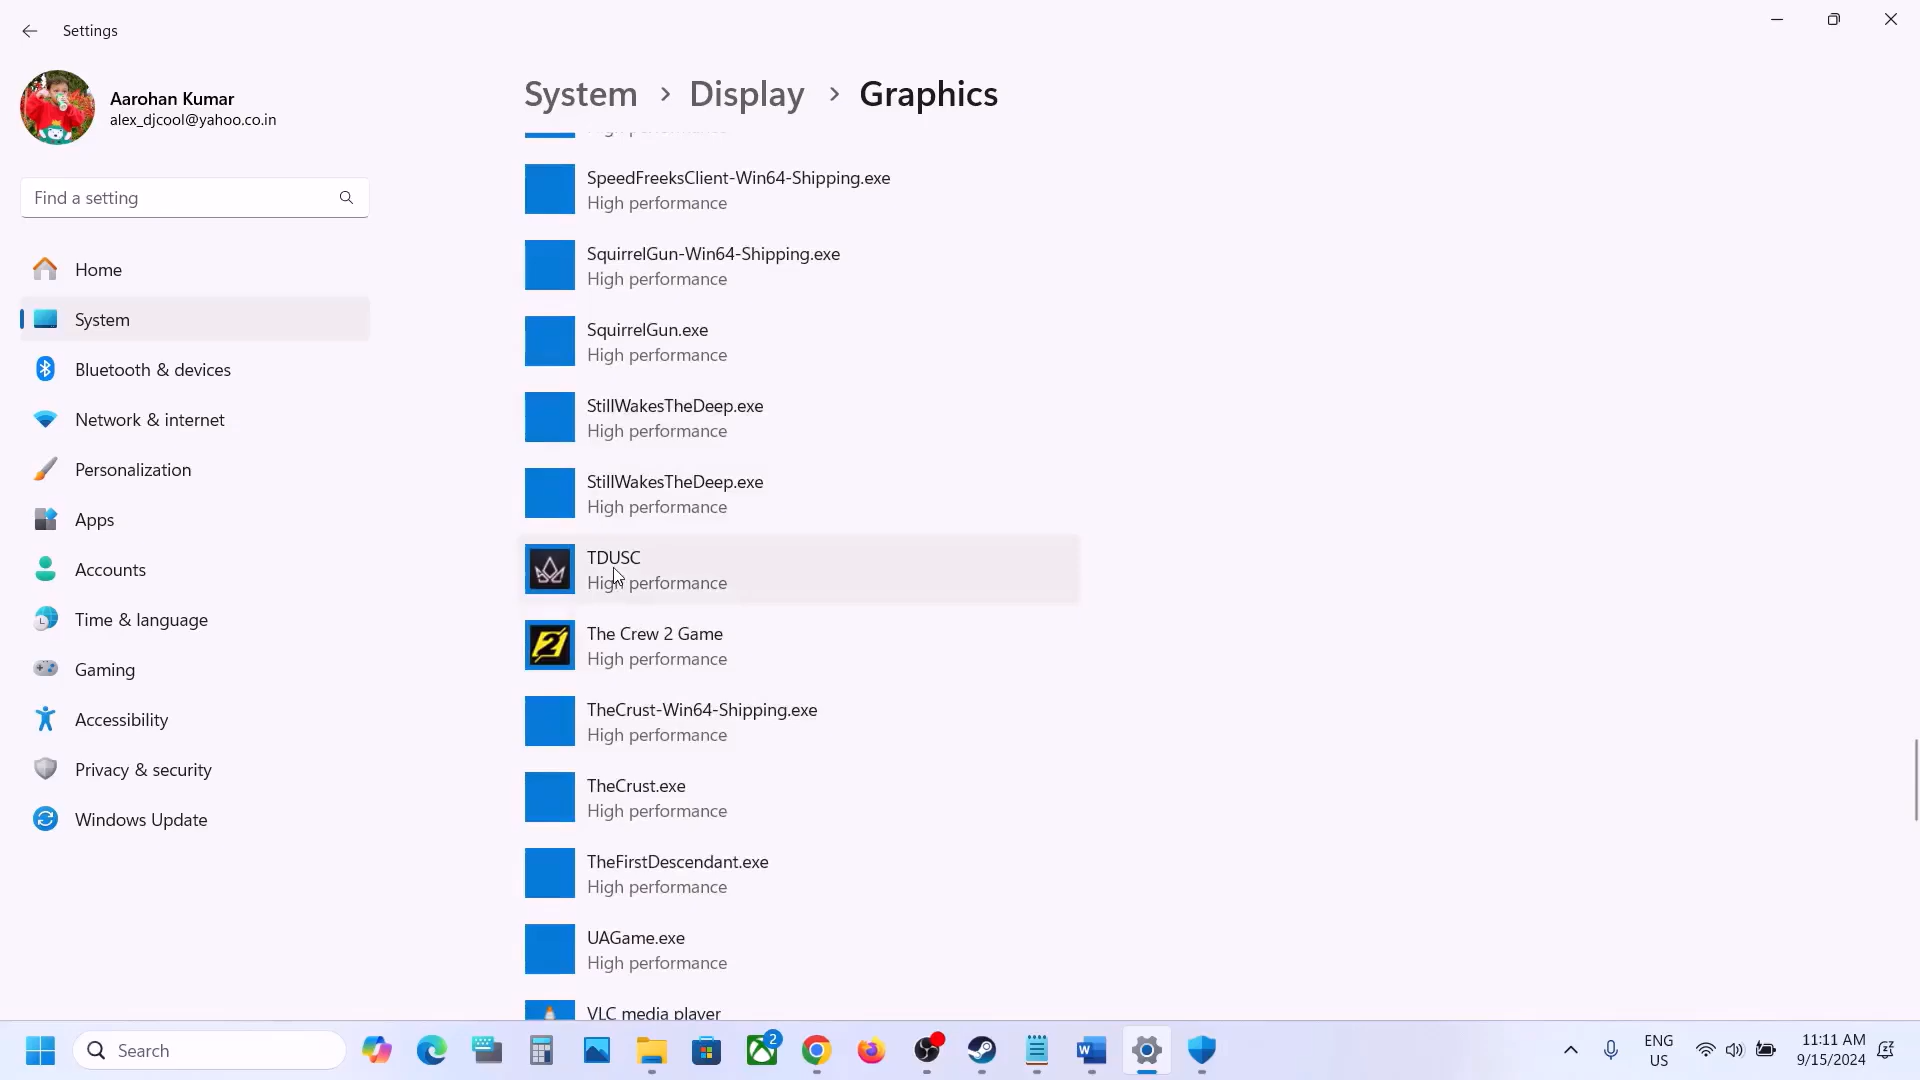 Settings
Aarohan Kumar
alex_djcool@yahoo.co.in
Find a setting
Home
System
Bluetooth & devices
Network & internet
Personalization
Apps
Accounts
Time & language
Gaming
Accessibility
Privacy & security
Windows Update
System > Display > Graphics
High performance
SpeedFreeksClient-Win64-Shipping.exe
High performance
SquirrelGun-Win64-Shipping.exe
High performance
SquirrelGun.exe
High performance
StillWakesTheDeep.exe
High performance
StillWakesTheDeep.exe
High performance
TDUSC
High performance
The Crew 2 Game
High performance
TheCrust-Win64-Shipping.exe
High performance
TheCrust.exe
High performance
TheFirstDescendant.exe
High performance
UAGame.exe
High performance
VLC media player
Search
2
ENG
US
11:11 AM
9/15/2024